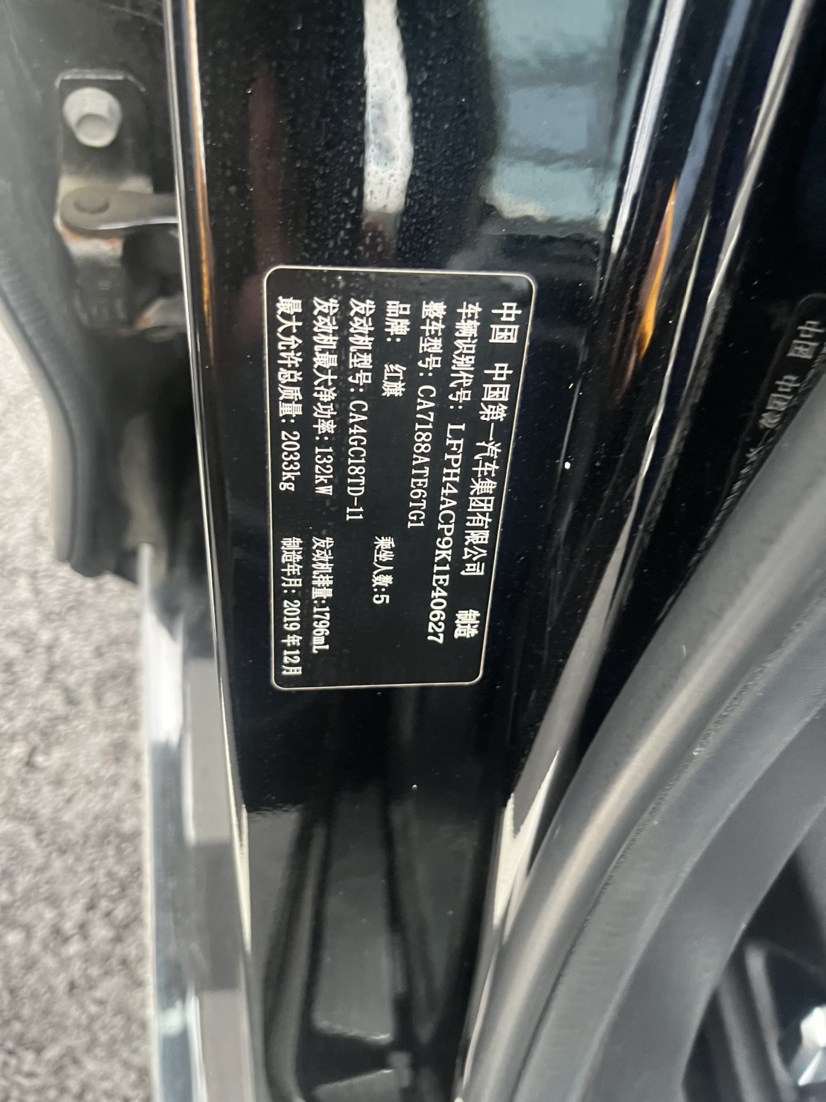 中国 中国第一汽车集团有限公司 制造
车辆识别代号: LFPH4ACP9K1E40627
整车型号: CA7188ATE6TG1
品牌: 红旗 乘坐人数:5
发动机型号: CA4GC18TD-11
发动机最大净功率: 132kW 发动机排量:1796mL
最大允许总质量: 2033kg 制造年月: 2019年12月